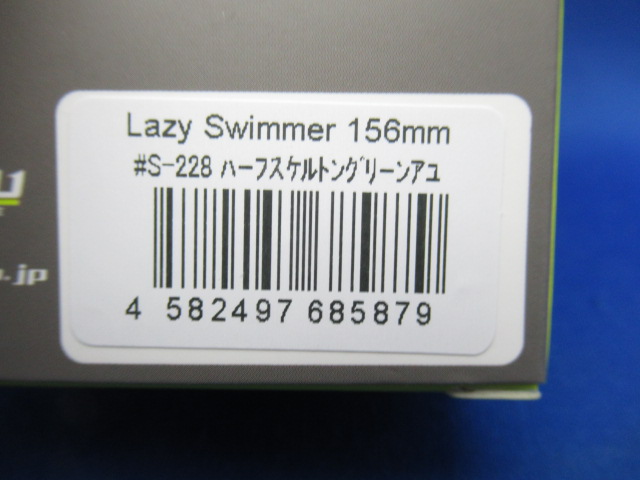 Lazy Swimmer 156mm
#S-228 ハーフスケルトングリーンアユ
4 582497 685879
.jp